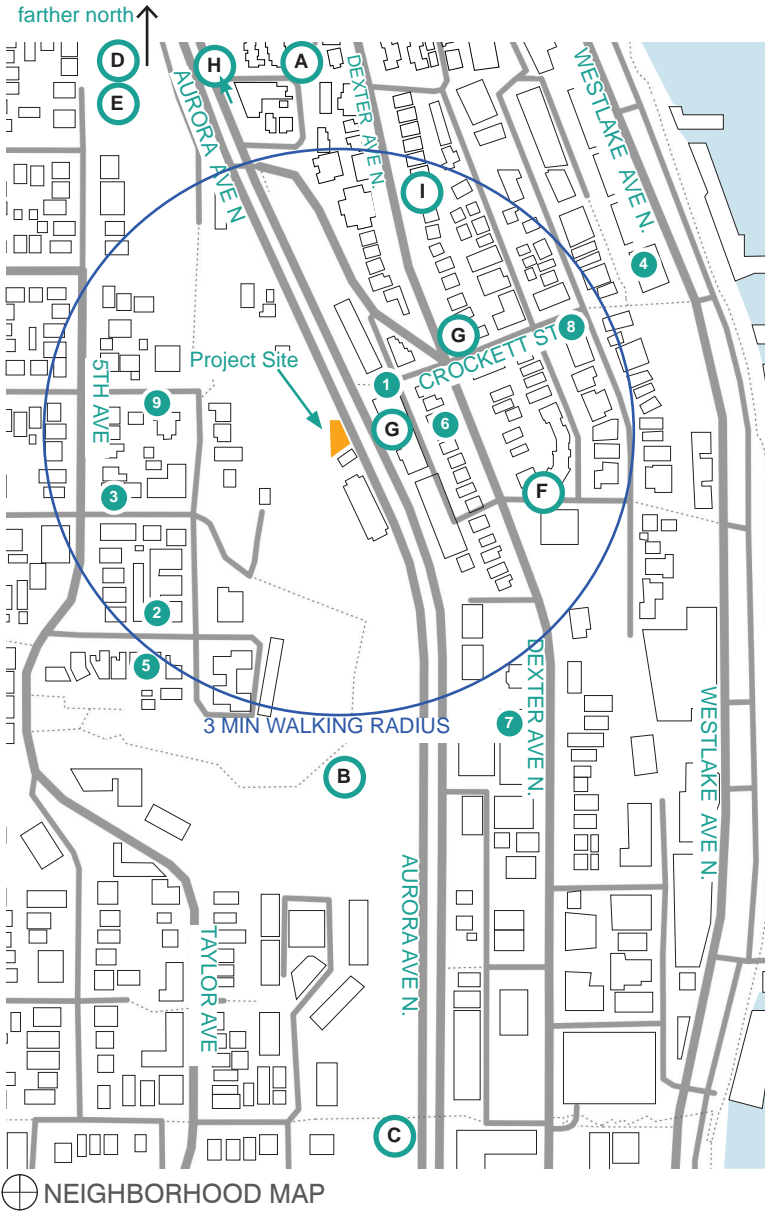 farther north
D
H
A
E
AURORA AVE N
DEXTER AVE N.
WESTLAKE AVE N.
I
4
G
8
CROCKETT ST
Project Site
1
5TH AVE
9
G
6
3
F
2
5
DEXTER AVE N.
WESTLAKE AVE N.
7
3 MIN WALKING RADIUS
B
AURORA AVE N.
TAYLOR AVE
C
NEIGHBORHOOD MAP